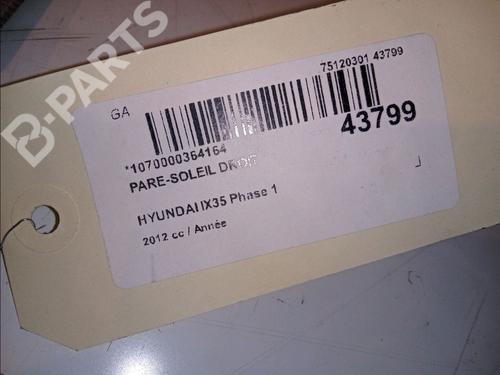 B-PARTS
GA
75120301 43799
43799
*1070000364164
PARE-SOLEIL DROIT
HYUNDAI IX35 Phase 1
2012 cc / Année